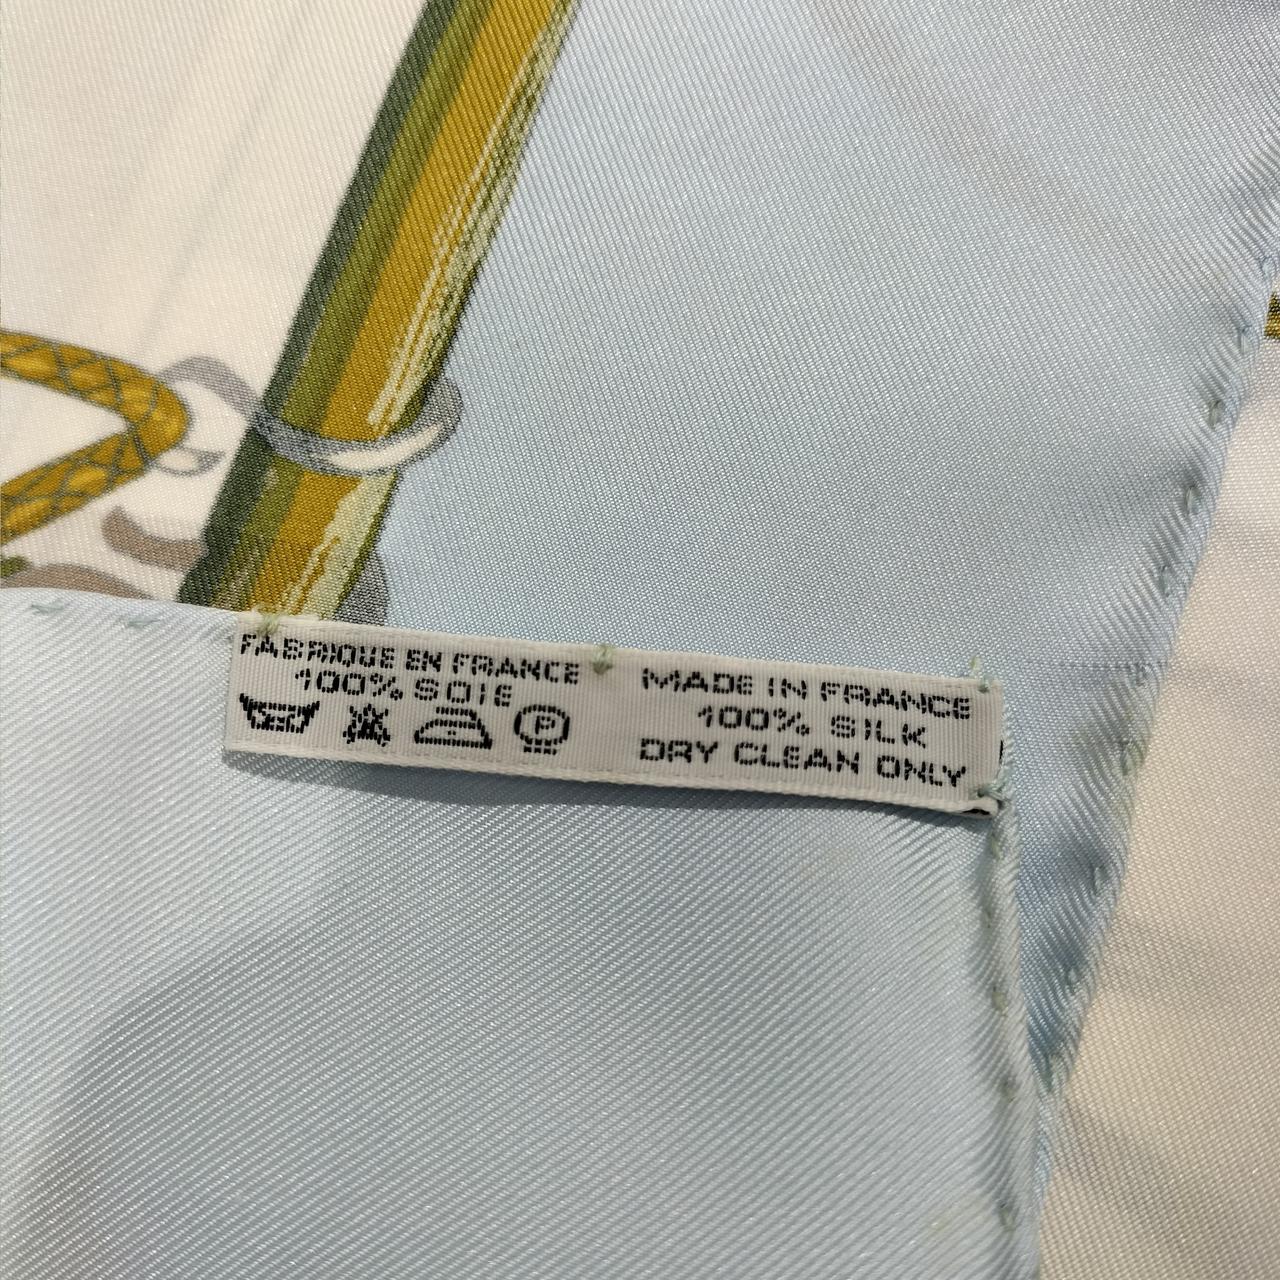 FABRIQUE EN FRANCE
100% SOIE
P
MADE IN FRANCE
100% SILK
DRY CLEAN ONLY